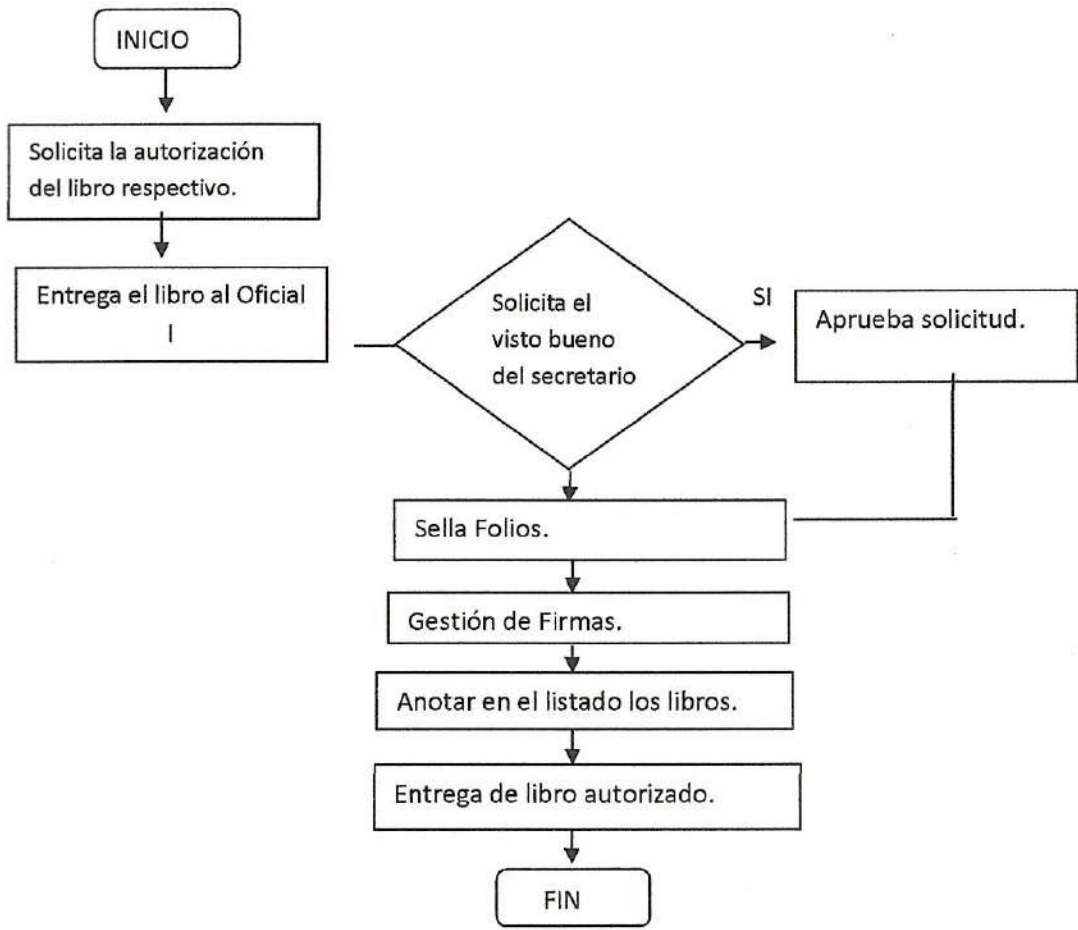 INICIO
Solicita la autorización
del libro respectivo.
Entrega el libro al Oficial
I
Solicita el
visto bueno
del secretario
SI
Aprueba solicitud.
Sella Folios.
Gestión de Firmas.
Anotar en el listado los libros.
Entrega de libro autorizado.
FIN